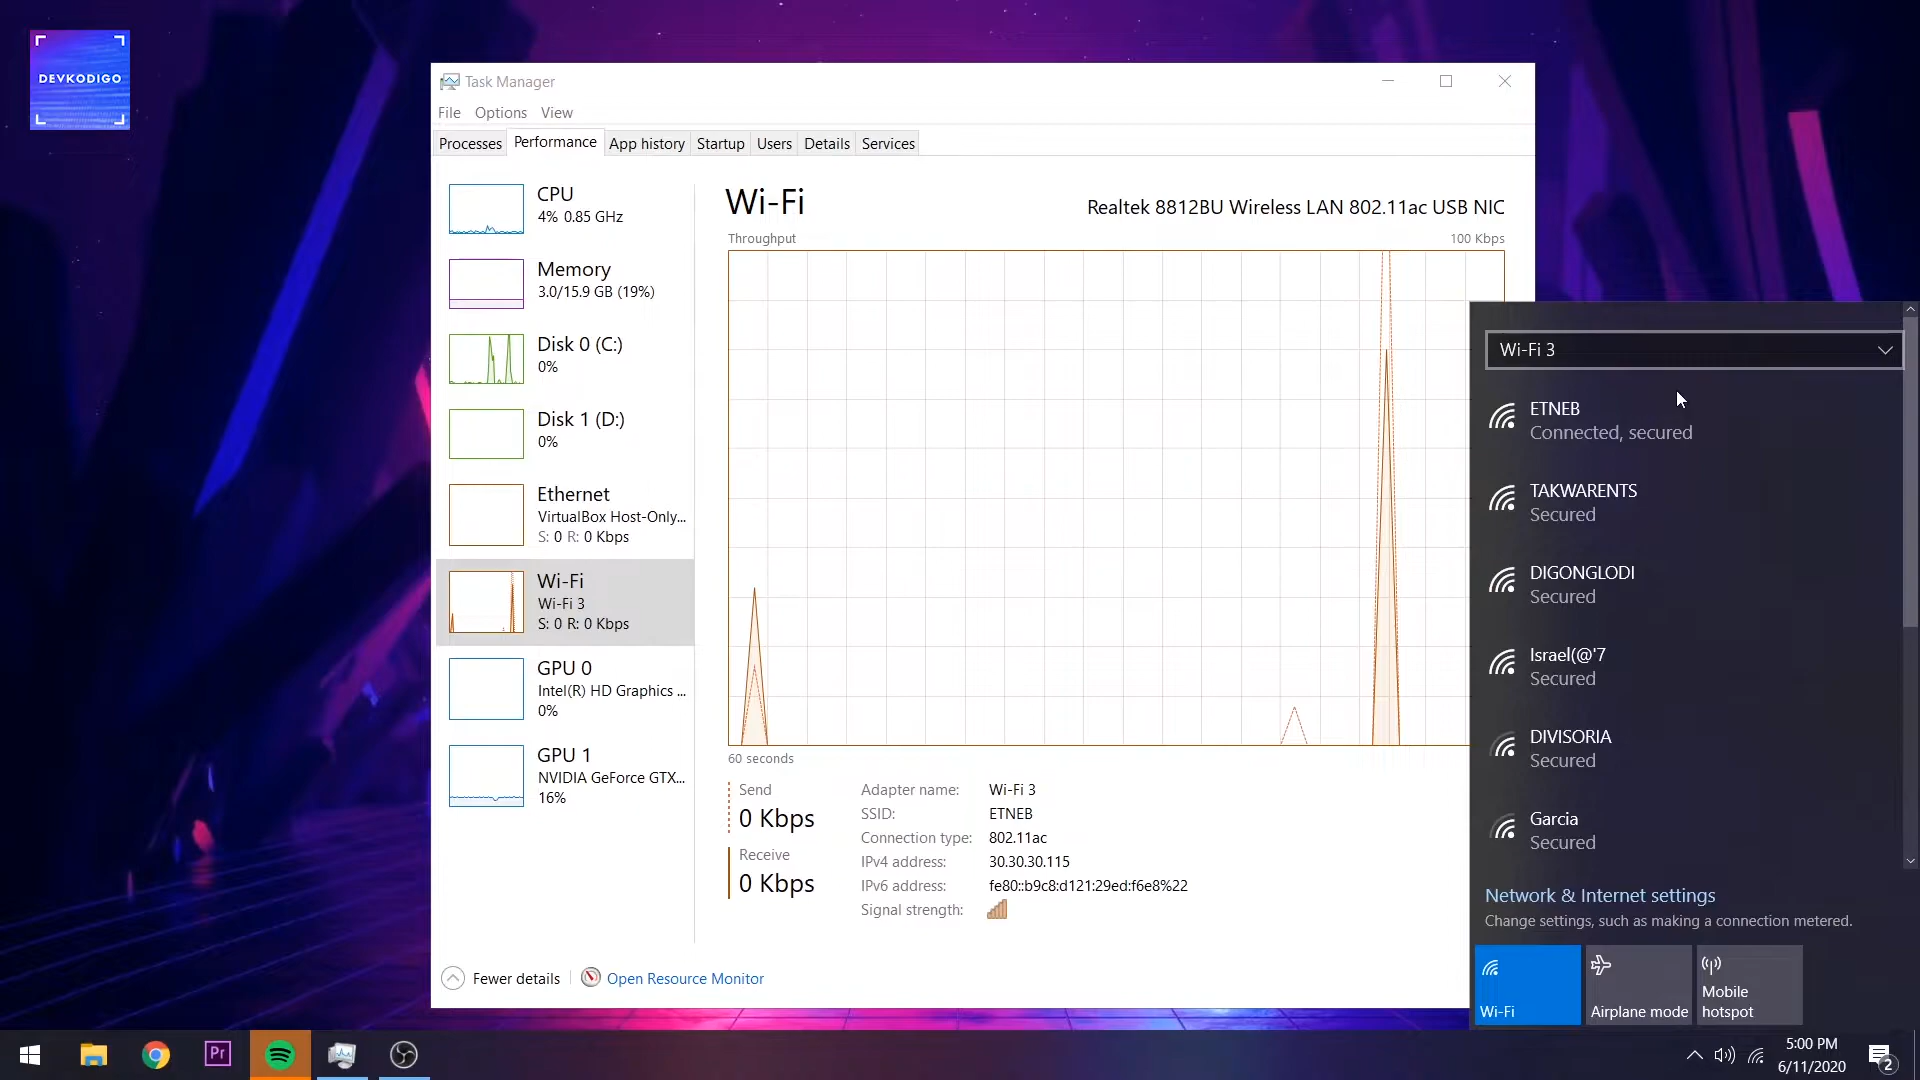 DEVKODIGO
Task Manager
File Options View
Processes Performance App history Startup Users Details Services
CPU
4% 0.85 GHz
Memory
3.0/15.9 GB (19%)
Disk 0 (C:)
0%
Disk 1 (D:)
0%
Ethernet
VirtualBox Host-Only...
S: 0 R: 0 Kbps
Wi-Fi
Wi-Fi 3
S: 0 R: 0 Kbps
GPU 0
Intel(R) HD Graphics ...
0%
GPU 1
NVIDIA GeForce GTX...
16%
Wi-Fi
Realtek 8812BU Wireless LAN 802.11ac USB NIC
Throughput
100 Kbps
60 seconds
Send
0 Kbps
Receive
0 Kbps
Adapter name: Wi-Fi 3
SSID: ETNEB
Connection type: 802.11ac
IPv4 address: 30.30.30.115
IPv6 address: fe80::b9c8:d121:29ed:f6e8%22
Signal strength:
Fewer details
Open Resource Monitor
Wi-Fi 3
ETNEB
Connected, secured
TAKWARENTS
Secured
DIGONGLODI
Secured
Israel(@'7
Secured
DIVISORIA
Secured
Garcia
Secured
Network & Internet settings
Change settings, such as making a connection metered.
Wi-Fi
Airplane mode
Mobile
hotspot
Pr
5:00 PM
6/11/2020
2